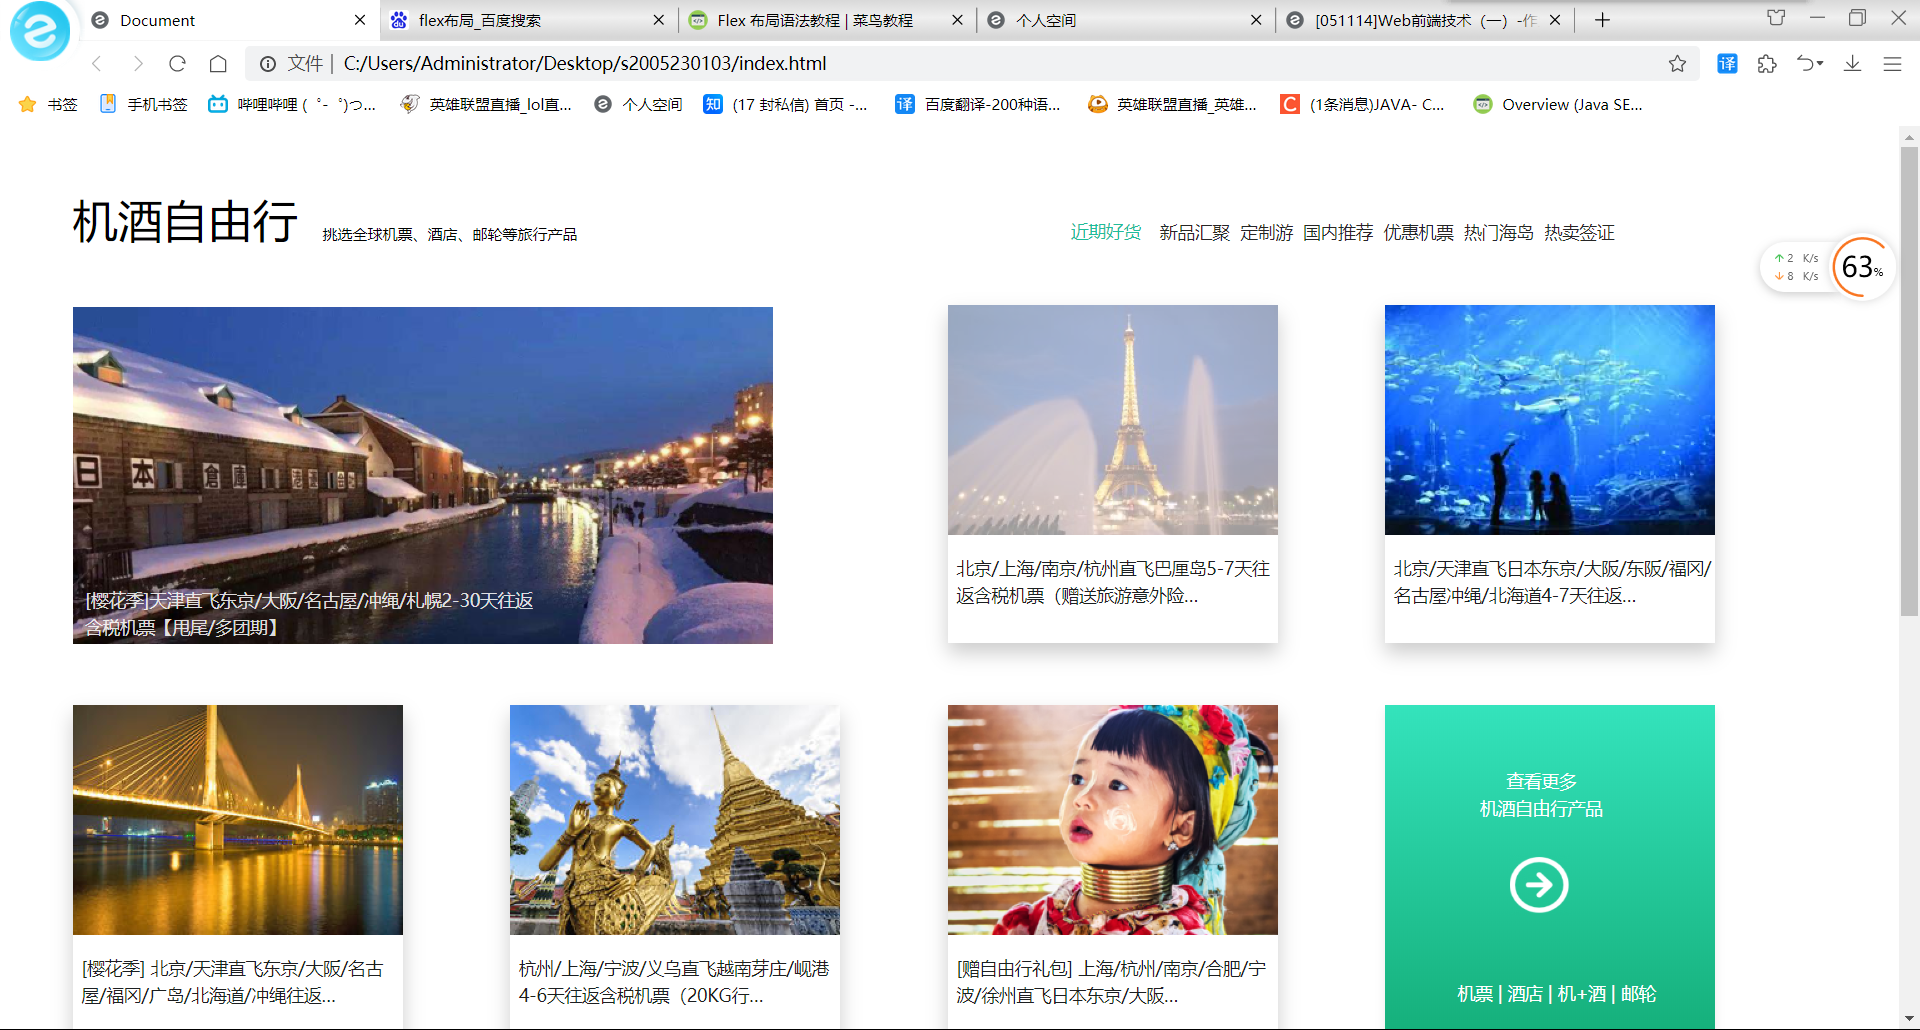 Document
flex布局_百度搜索
Flex 布局语法教程 | 菜鸟教程
个人空间
[051114]Web前端技术（一）-作
文件 | C:/Users/Administrator/Desktop/s2005230103/index.html
译
书签
手机书签
哔哩哔哩 (゜-゜)つ...
英雄联盟直播_lol直...
个人空间
知 (17 封私信) 首页 -...
译 百度翻译-200种语...
英雄联盟直播_英雄...
C (1条消息)JAVA- C...
Overview (Java SE...
机酒自由行
挑选全球机票、酒店、邮轮等旅行产品
近期好货 新品汇聚 定制游 国内推荐 优惠机票 热门海岛 热卖签证
↑ 2 K/s
↓ 8 K/s
63%
日 本 倉 庫
[樱花季]天津直飞东京/大阪/名古屋/冲绳/札幌2-30天往返
含税机票【甩尾/多团期】
北京/上海/南京/杭州直飞巴厘岛5-7天往
返含税机票（赠送旅游意外险...
北京/天津直飞日本东京/大阪/东阪/福冈/
名古屋冲绳/北海道4-7天往返...
[樱花季] 北京/天津直飞东京/大阪/名古
屋/福冈/广岛/北海道/冲绳往返...
杭州/上海/宁波/义乌直飞越南芽庄/岘港
4-6天往返含税机票（20KG行...
[赠自由行礼包] 上海/杭州/南京/合肥/宁
波/徐州直飞日本东京/大阪...
查看更多
机酒自由行产品
机票 | 酒店 | 机+酒 | 邮轮